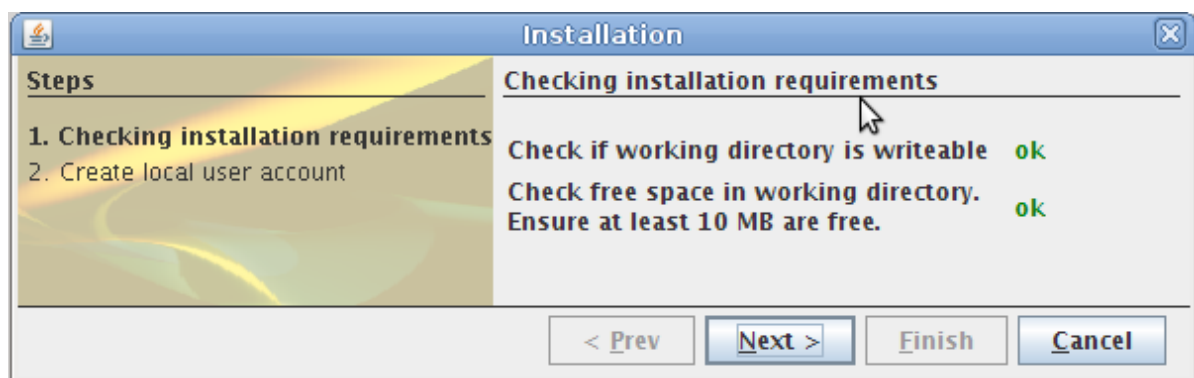 Installation
Steps
1. Checking installation requirements
2. Create local user account
Checking installation requirements
Check if working directory is writeable ok
Check free space in working directory.
Ensure at least 10 MB are free. ok
< Prev Next > Finish Cancel